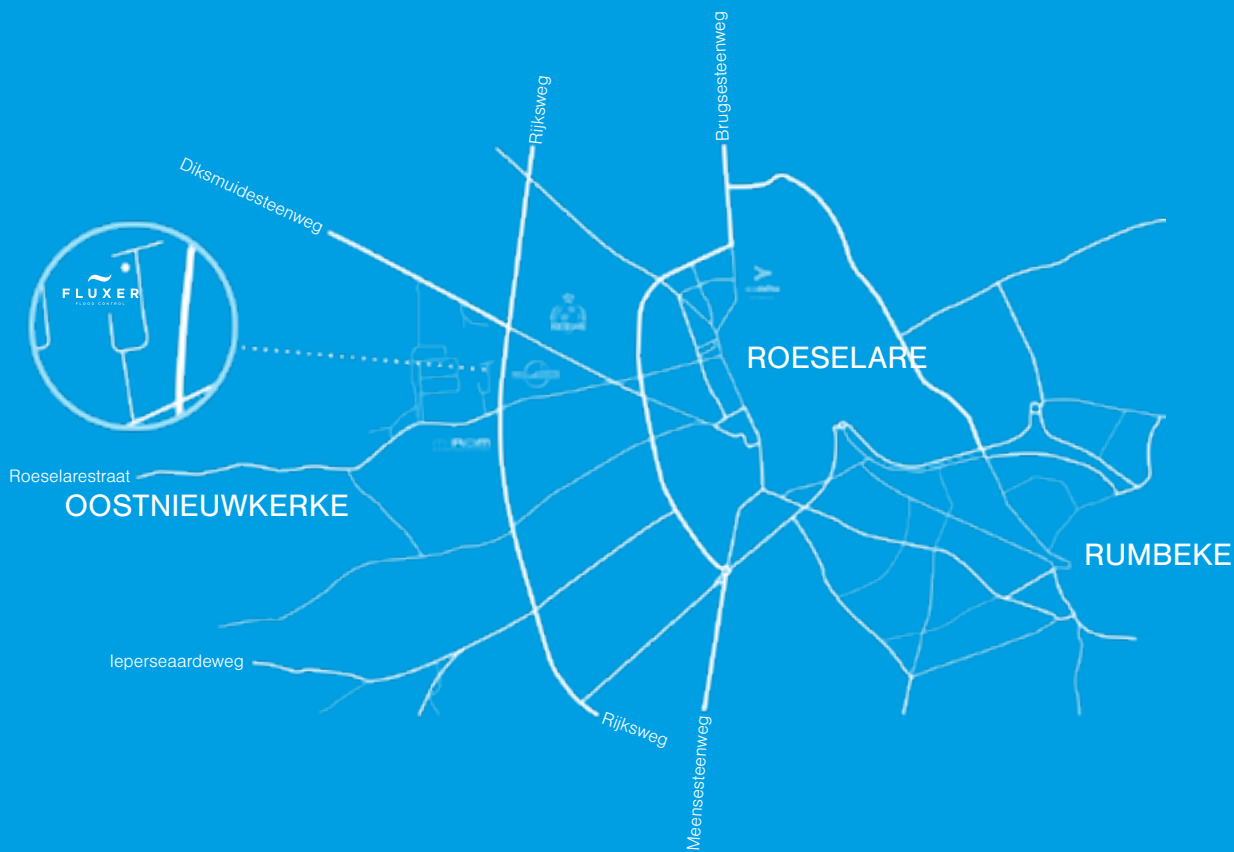 Brugsesteenweg
Rijksweg
Diksmuidesteenweg
FLUXER
FLOOD CONTROL
ROESELARE
Roeselarestraat
OOSTNIEUWKERKE
RUMBEKE
Ieperseaardeweg
Rijksweg
Meensesteenweg